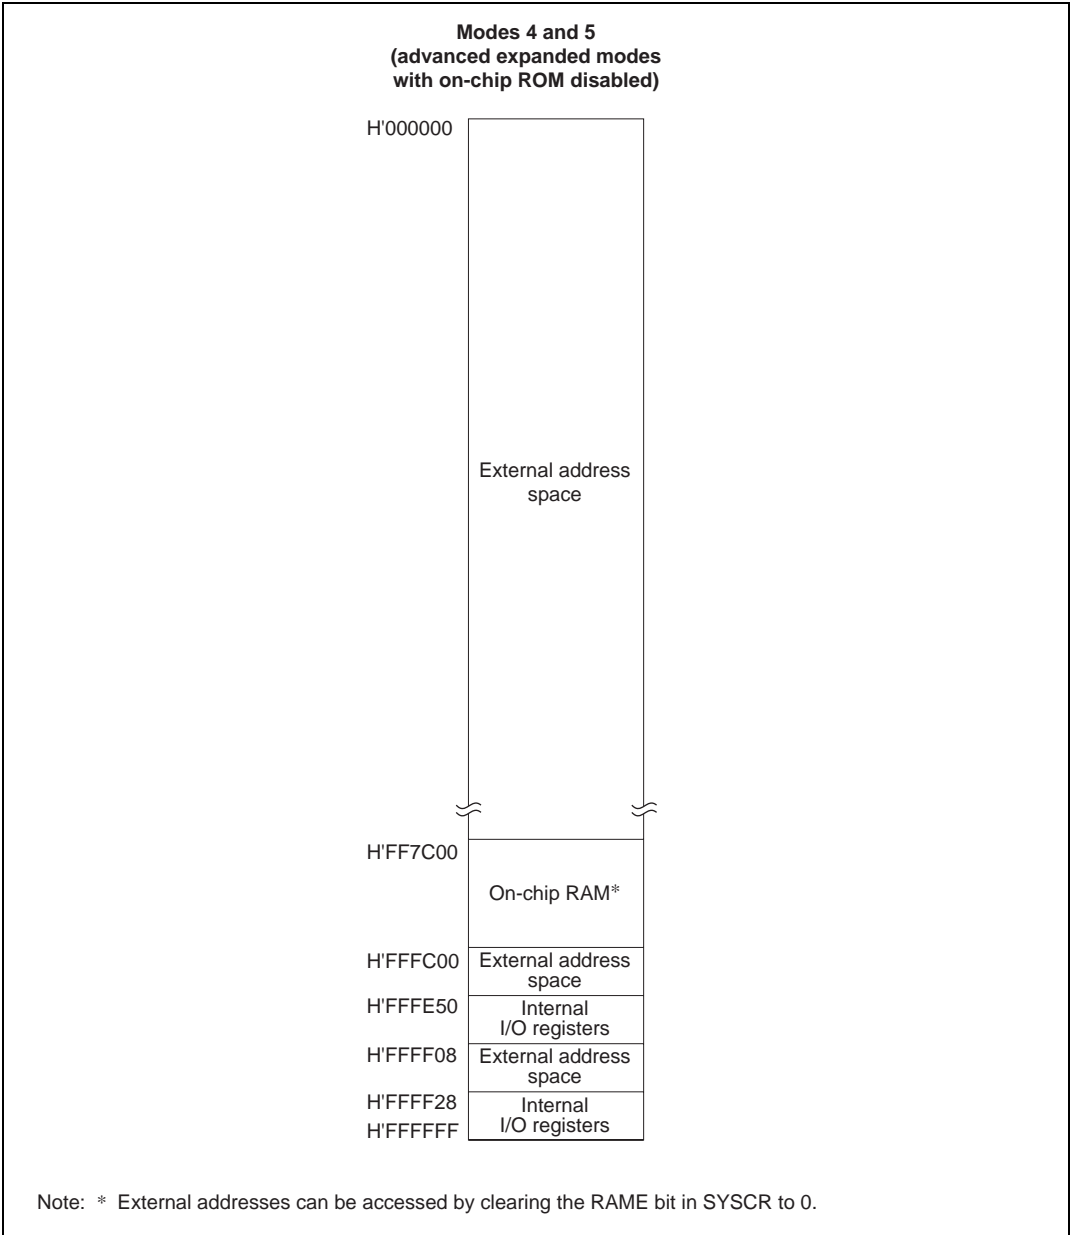 Modes 4 and 5
(advanced expanded modes
with on-chip ROM disabled)
H'000000
External address
space
H'FF7C00
On-chip RAM*
H'FFFC00
External address
space
H'FFFE50
Internal
I/O registers
H'FFFF08
External address
space
H'FFFF28
Internal
I/O registers
H'FFFFFF
Note: * External addresses can be accessed by clearing the RAME bit in SYSCR to 0.